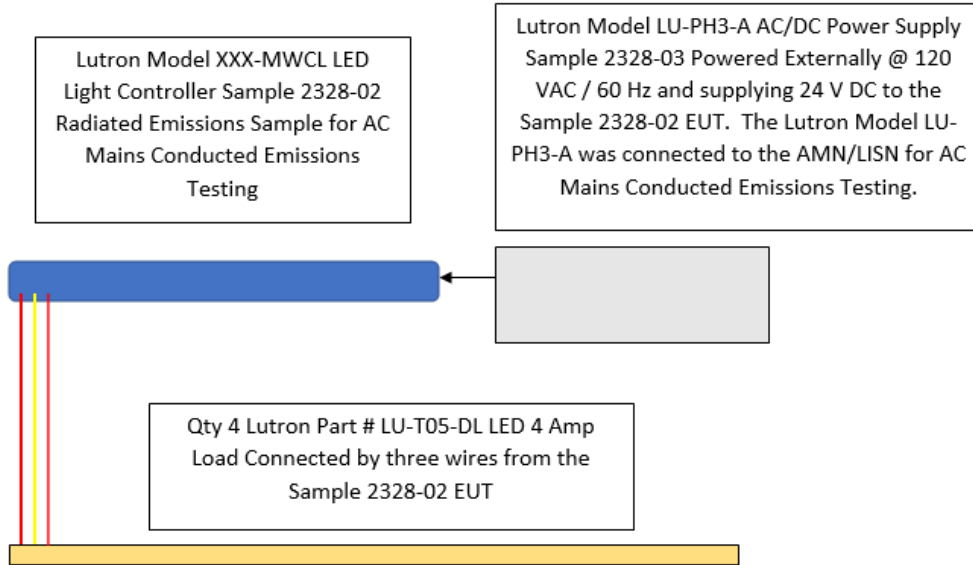 Lutron Model XXX-MWCL LED
Light Controller Sample 2328-02
Radiated Emissions Sample for AC
Mains Conducted Emissions
Testing
Lutron Model LU-PH3-A AC/DC Power Supply
Sample 2328-03 Powered Externally @ 120
VAC / 60 Hz and supplying 24 V DC to the
Sample 2328-02 EUT.  The Lutron Model LU-
PH3-A was connected to the AMN/LISN for AC
Mains Conducted Emissions Testing.
Qty 4 Lutron Part # LU-T05-DL LED 4 Amp
Load Connected by three wires from the
Sample 2328-02 EUT